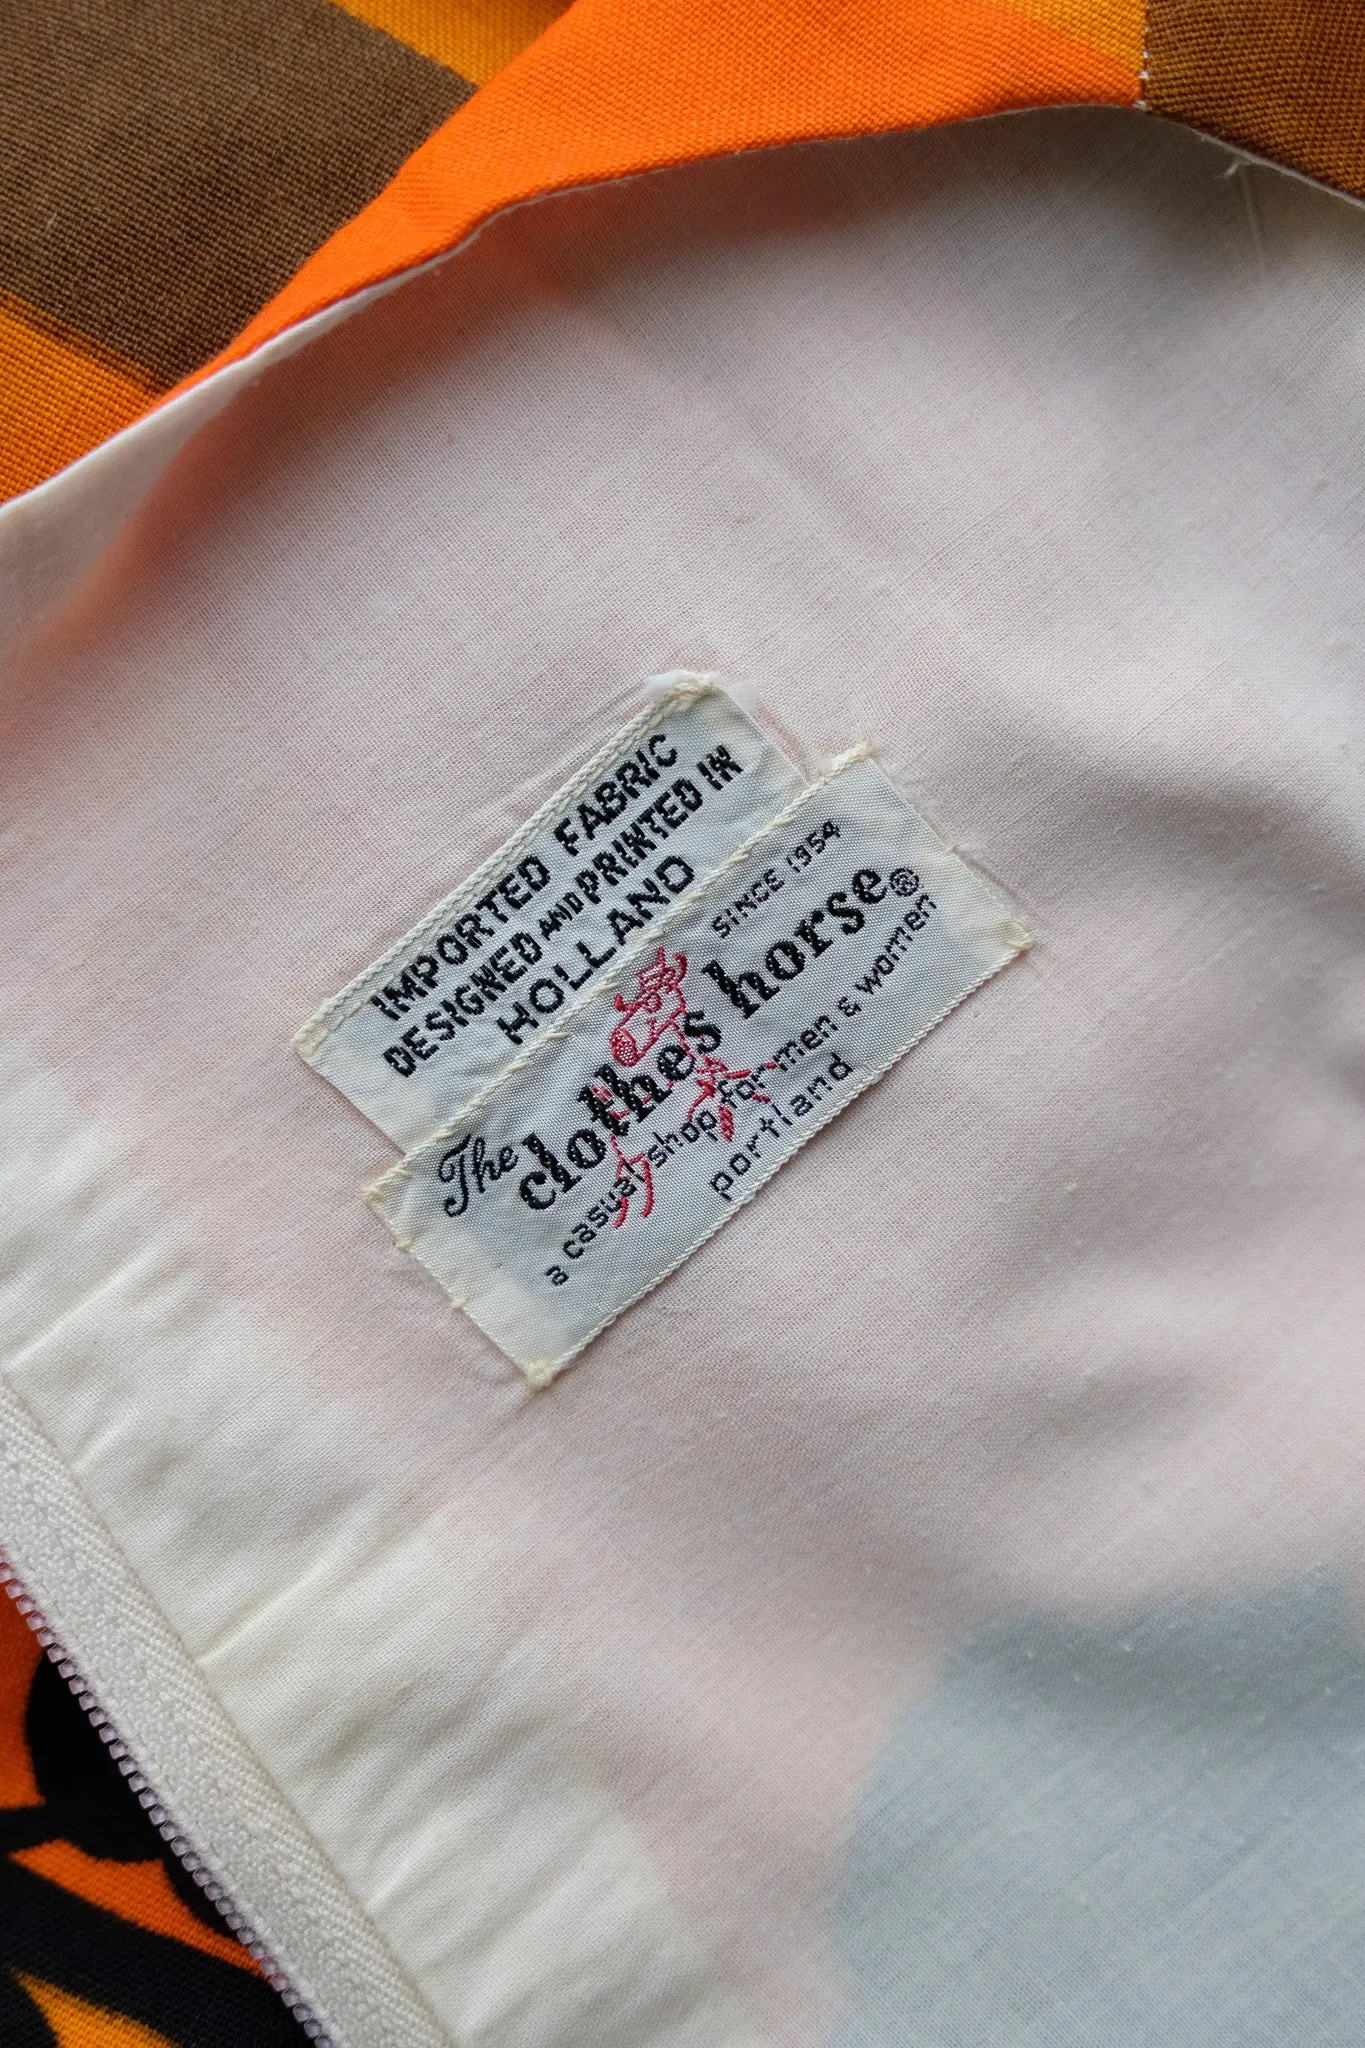 IMPORTED FABRIC
DESIGNED AND PRINTED IN
HOLLAND
SINCE 1954
The clothes horse®
a casual shop for men & women
portland